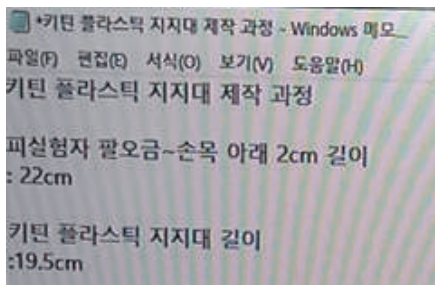 *키틴 플라스틱 지지대 제작 과정 - Windows 메모...
파일(F) 편집(E) 서식(O) 보기(V) 도움말(H)
키틴 플라스틱 지지대 제작 과정
피실험자 팔오금~손목 아래 2cm 길이
: 22cm
키틴 플라스틱 지지대 길이
:19.5cm